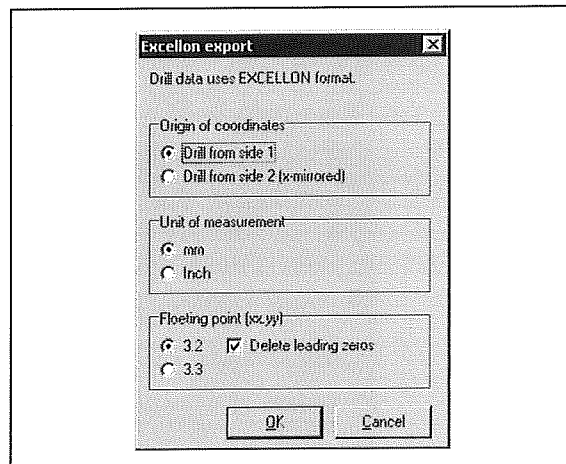 Excellon export
Drill data uses EXCELLON format.
Origin of coordinates
Drill from side 1
Drill from side 2 (x-mirrored)
Unit of measurement
mm
Inch
Floating point (xx.yy)
3.2 Delete leading zeros
3.3
OK Cancel